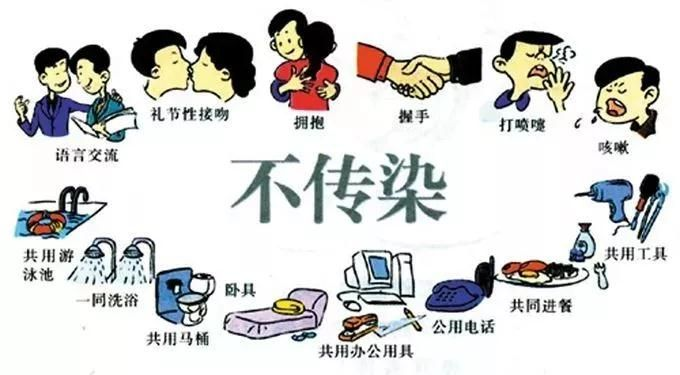 礼节性接吻
拥抱
握手
打喷嚏
咳嗽
语言交流
不传染
共用游
泳池
一同洗浴
共用马桶
卧具
共用办公用具
公用电话
共同进餐
共用工具